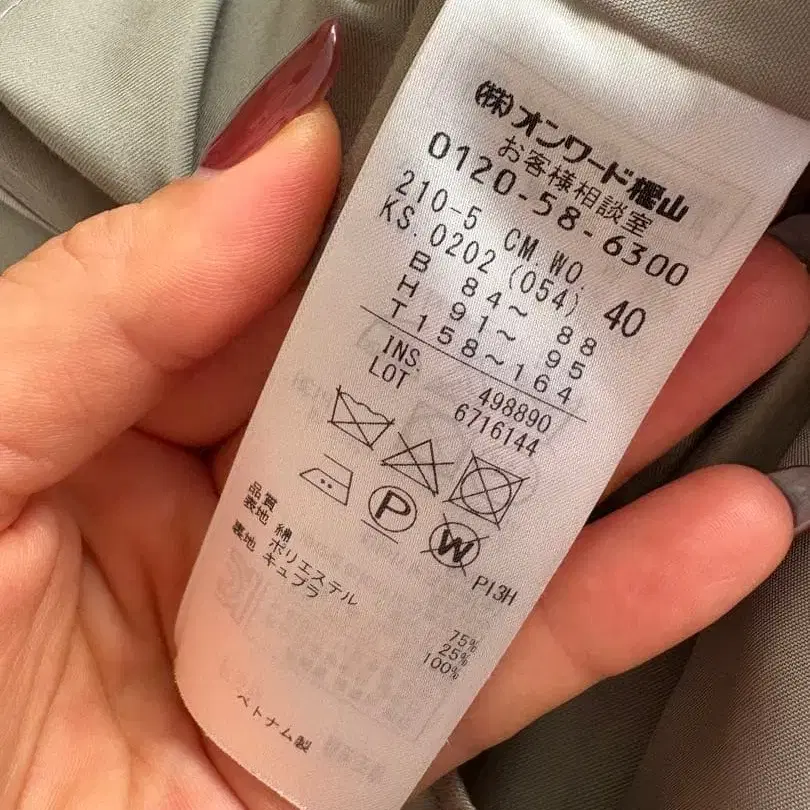 (株)オンワード樫山
お客様相談室
0120-58-6300
210-5 CM.WO.
KS.0202(054) 40
B 84～ 88
H 91～ 95
T158～164
INS. 498890
LOT 6716144
P W P13H
品質
表地 綿 75%
ポリエステル 25%
裏地 キュプラ 100%
ベトナム製